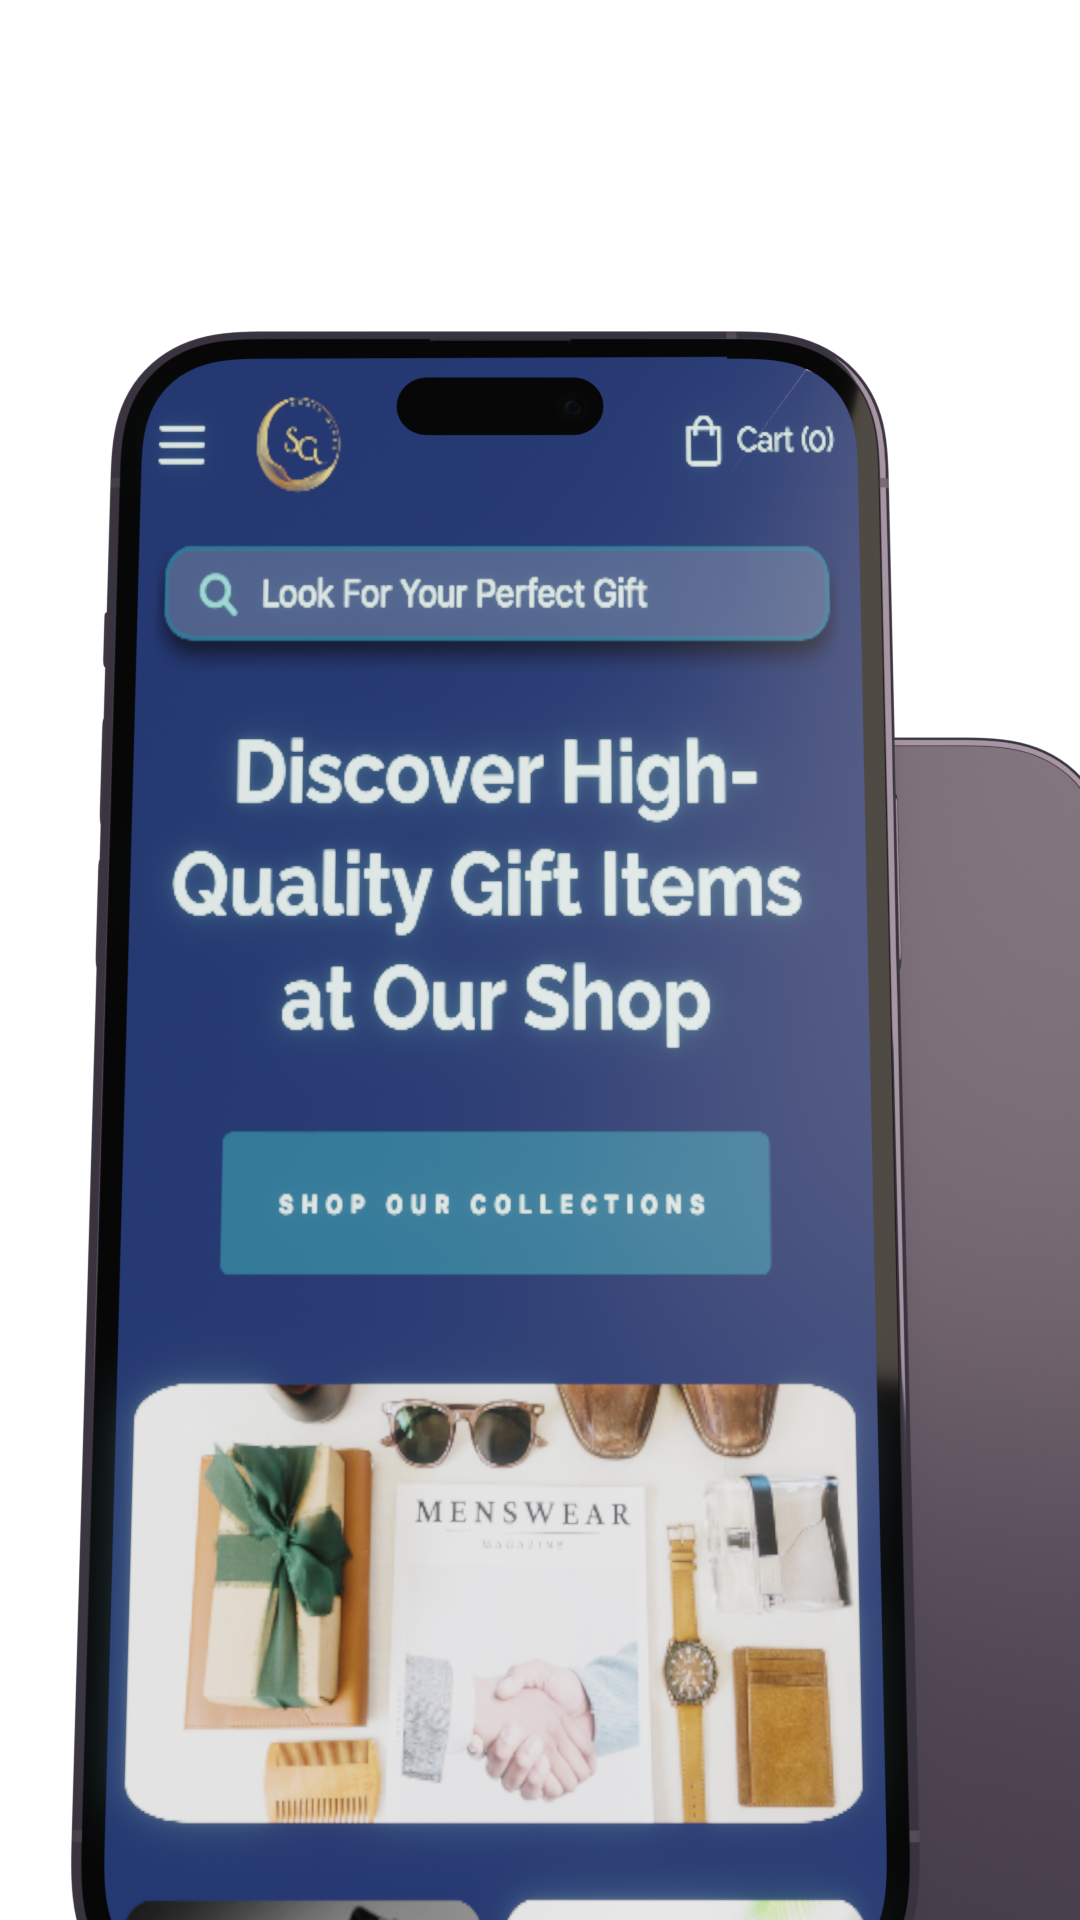 SG
Cart (0)
Look For Your Perfect Gift
Discover High-
Quality Gift Items
at Our Shop
SHOP OUR COLLECTIONS
MENSWEAR
MAGAZINE